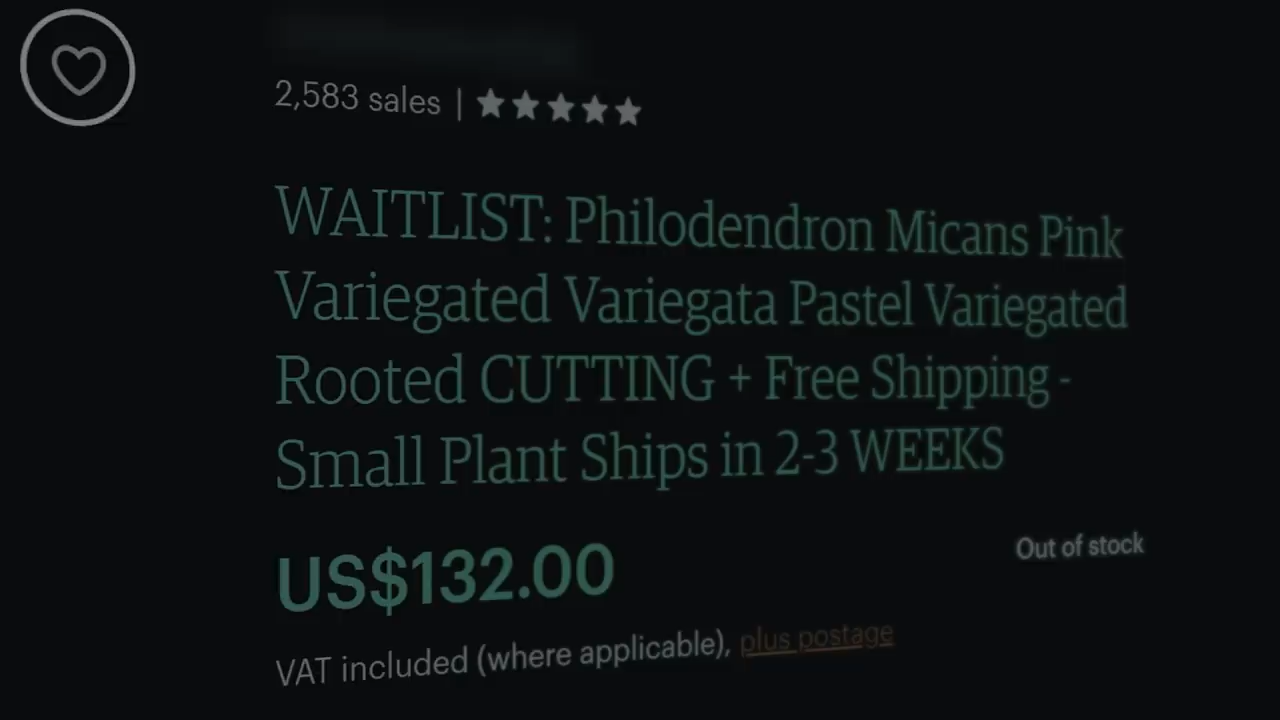 2,583 sales | ★★★★★
WAITLIST: Philodendron Micans Pink
Variegated Variegata Pastel Variegated
Rooted CUTTING + Free Shipping -
Small Plant Ships in 2-3 WEEKS
US$132.00
Out of stock
VAT included (where applicable), plus postage